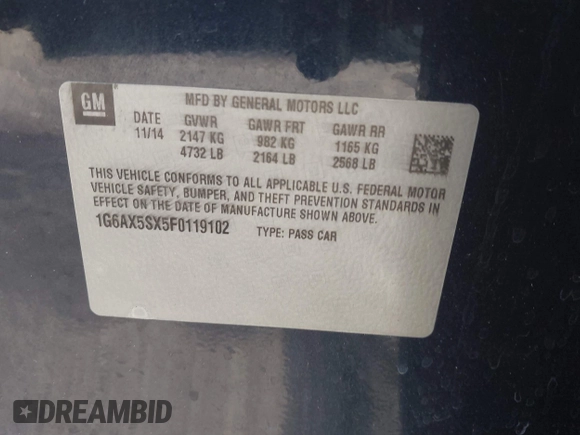 GM
MFD BY GENERAL MOTORS LLC
DATE GVWR GAWR FRT GAWR RR
11/14 2147 KG 982 KG 1165 KG
4732 LB 2164 LB 2568 LB
THIS VEHICLE CONFORMS TO ALL APPLICABLE U.S. FEDERAL MOTOR
VEHICLE SAFETY, BUMPER, AND THEFT PREVENTION STANDARDS IN
EFFECT ON THE DATE OF MANUFACTURE SHOWN ABOVE.
1G6AX5SX5F0119102 TYPE: PASS CAR
DREAMBID